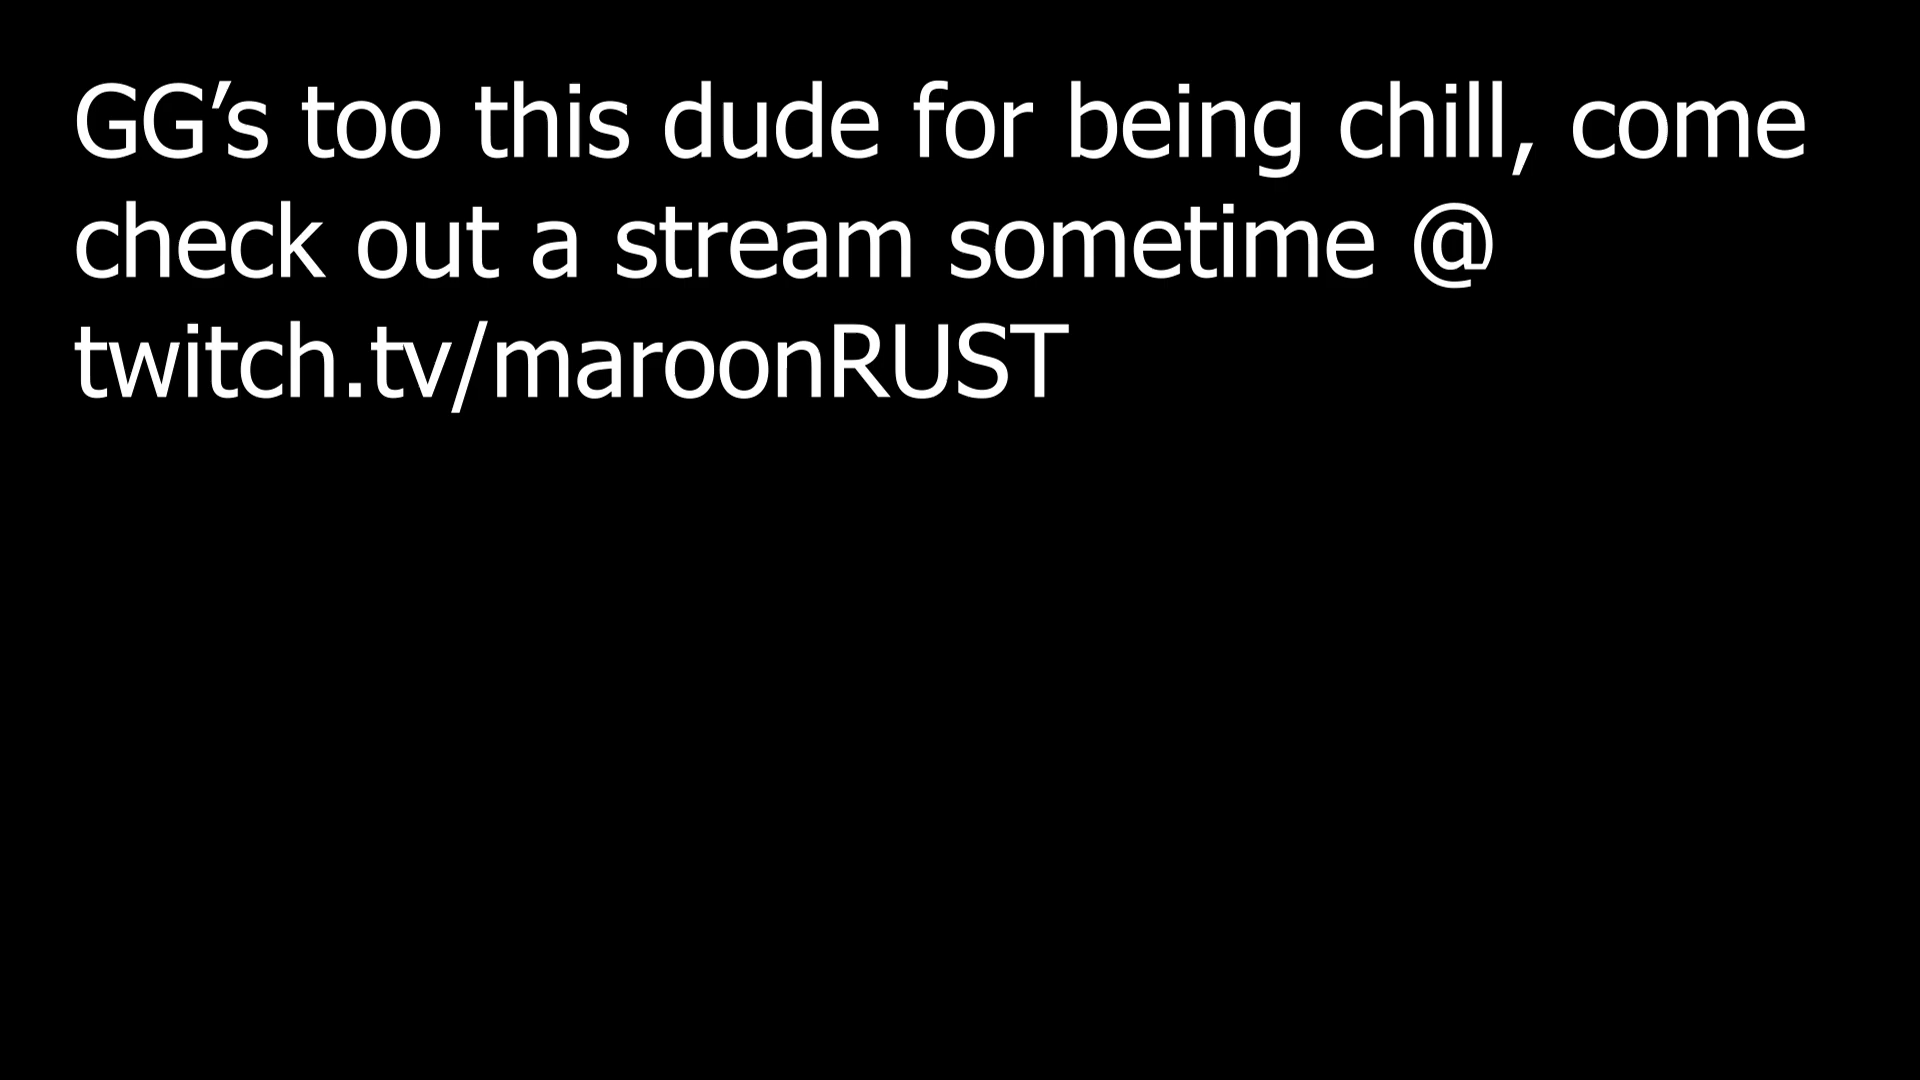 GG’s too this dude for being chill, come
check out a stream sometime @
twitch.tv/maroonRUST